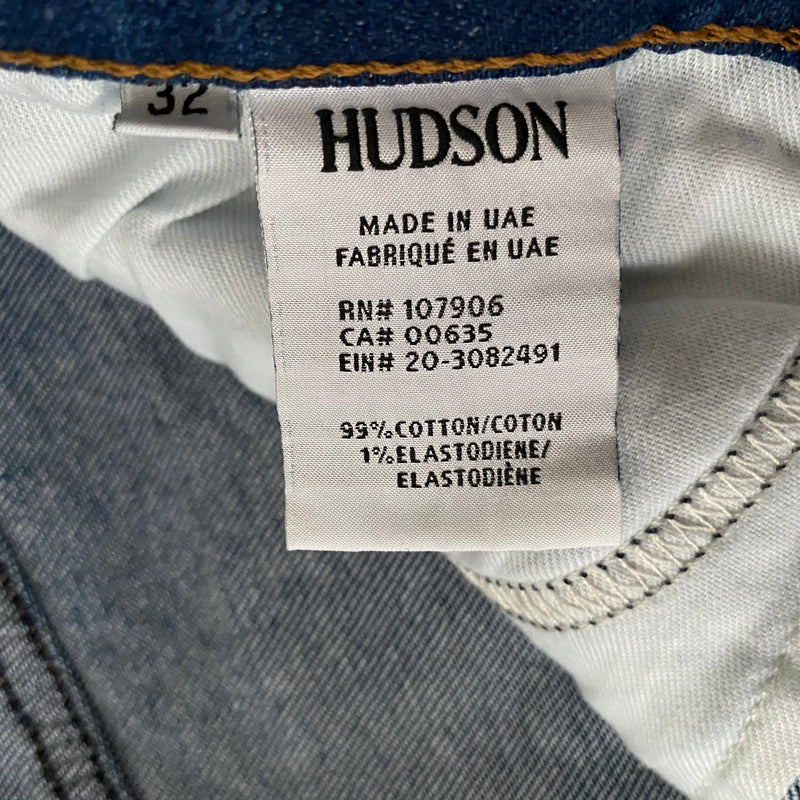 32
HUDSON
MADE IN UAE
FABRIQUÉ EN UAE
RN# 107906
CA# 00635
EIN# 20-3082491
99%COTTON/COTON
1%ELASTODIENE/
ELASTODIÈNE